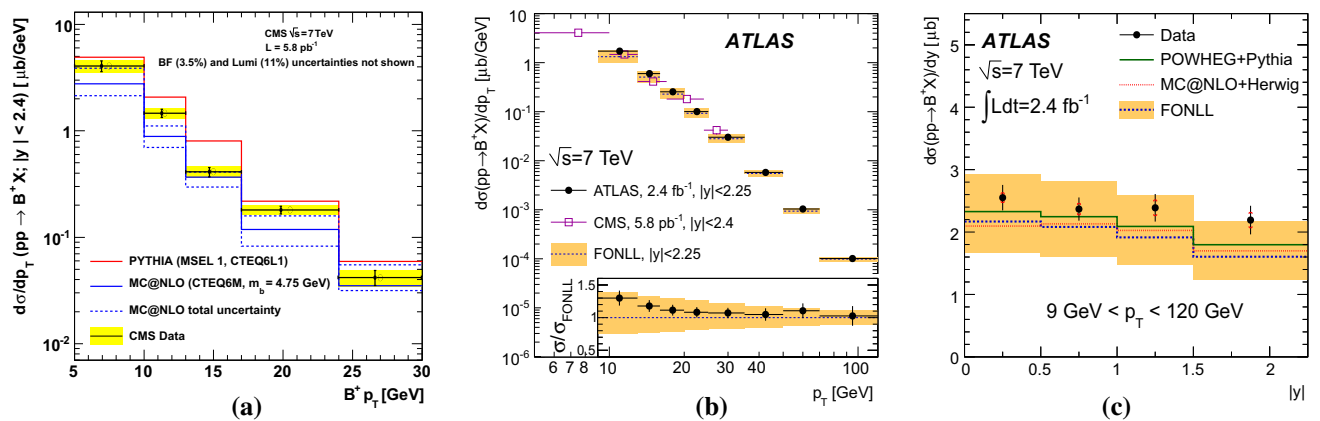 dσ/dp_T (pp → B⁺X; |y| < 2.4) [ μb/GeV]
10
1
10⁻¹
10⁻²
CMS √s=7 TeV
L = 5.8 pb⁻¹
BF (3.5%) and Lumi (11%) uncertainties not shown
PYTHIA (MSEL 1, CTEQ6L1)
MC@NLO (CTEQ6M, m_b = 4.75 GeV)
MC@NLO total uncertainty
CMS Data
5 10 15 20 25 30
B⁺ p_T [GeV]
(a)
dσ(pp→B⁺X)/dp_T [μb/GeV]
10
1
10⁻¹
10⁻²
10⁻³
10⁻⁴
10⁻⁵
10⁻⁶
ATLAS
√s=7 TeV
ATLAS, 2.4 fb⁻¹, |y|<2.25
CMS, 5.8 pb⁻¹, |y|<2.4
FONLL, |y|<2.25
σ/σ_FONLL
1.5
1
0.5
6 7 8 10 20 30 40 100
p_T [GeV]
(b)
dσ(pp→B⁺X)/dy [μb]
5
4
3
2
1
0
ATLAS
√s=7 TeV
∫Ldt=2.4 fb⁻¹
Data
POWHEG+Pythia
MC@NLO+Herwig
FONLL
9 GeV < p_T < 120 GeV
0 0.5 1 1.5 2
|y|
(c)